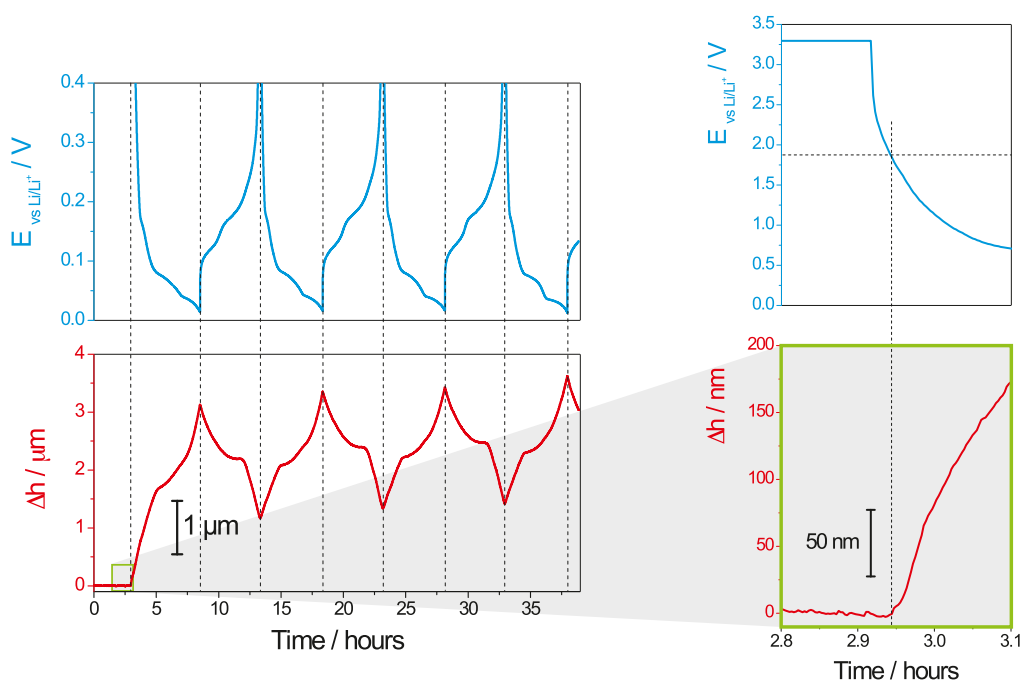 E vs Li/Li+ / V
0.4
0.3
0.2
0.1
0.0
Δh / µm
4
3
2
1
0
1 µm
0 5 10 15 20 25 30 35
Time / hours
E vs Li/Li+ / V
3.5
3.0
2.5
2.0
1.5
1.0
0.5
0.0
Δh / nm
200
150
100
50
0
50 nm
2.8 2.9 3.0 3.1
Time / hours